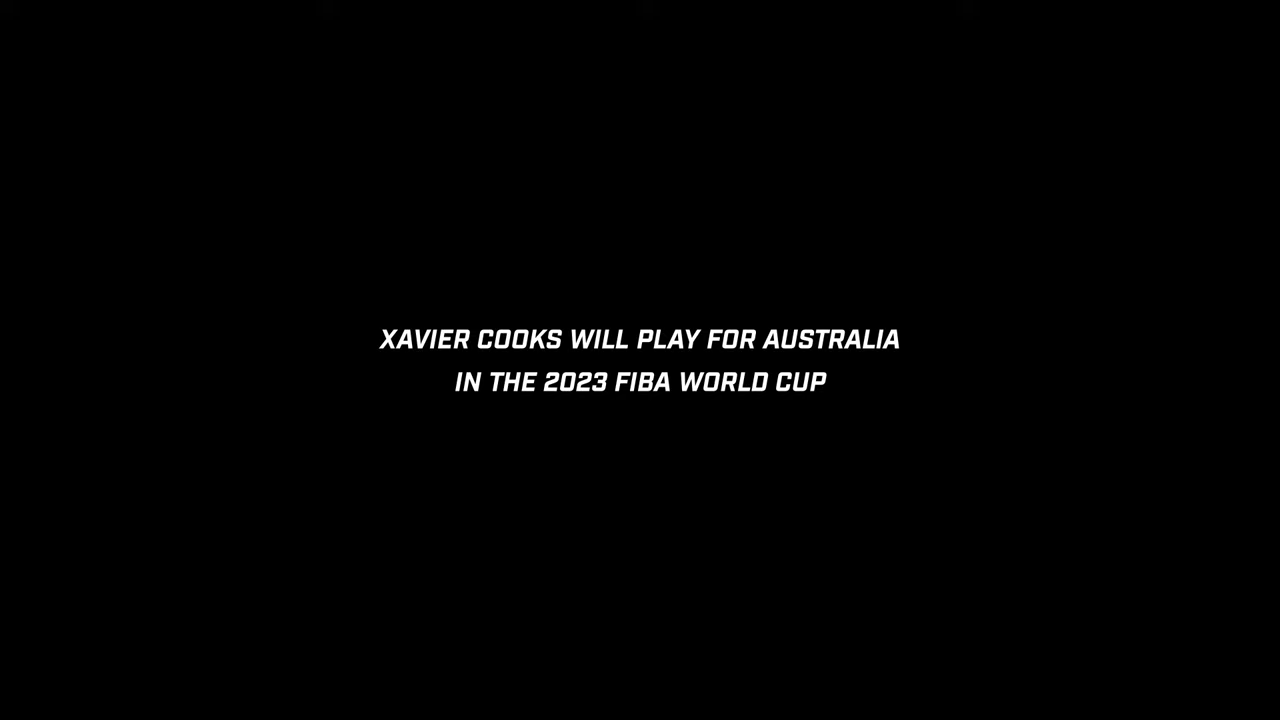 XAVIER COOKS WILL PLAY FOR AUSTRALIA
IN THE 2023 FIBA WORLD CUP